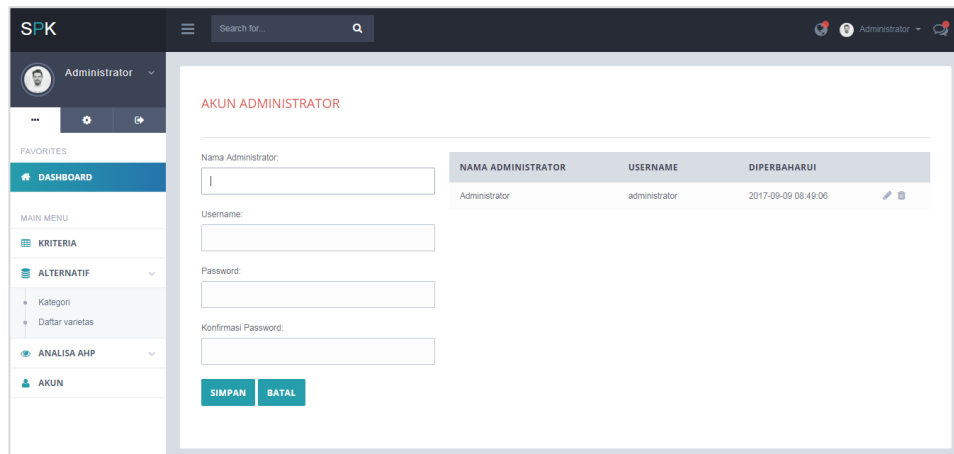 SPK
Search for...
Administrator
Administrator
FAVORITES
DASHBOARD
MAIN MENU
KRITERIA
ALTERNATIF
Kategori
Daftar varietas
ANALISA AHP
AKUN
AKUN ADMINISTRATOR
Nama Administrator:
Username:
Password:
Konfirmasi Password:
SIMPAN BATAL
NAMA ADMINISTRATOR USERNAME DIPERBAHARUI
Administrator administrator 2017-09-09 08:49:06